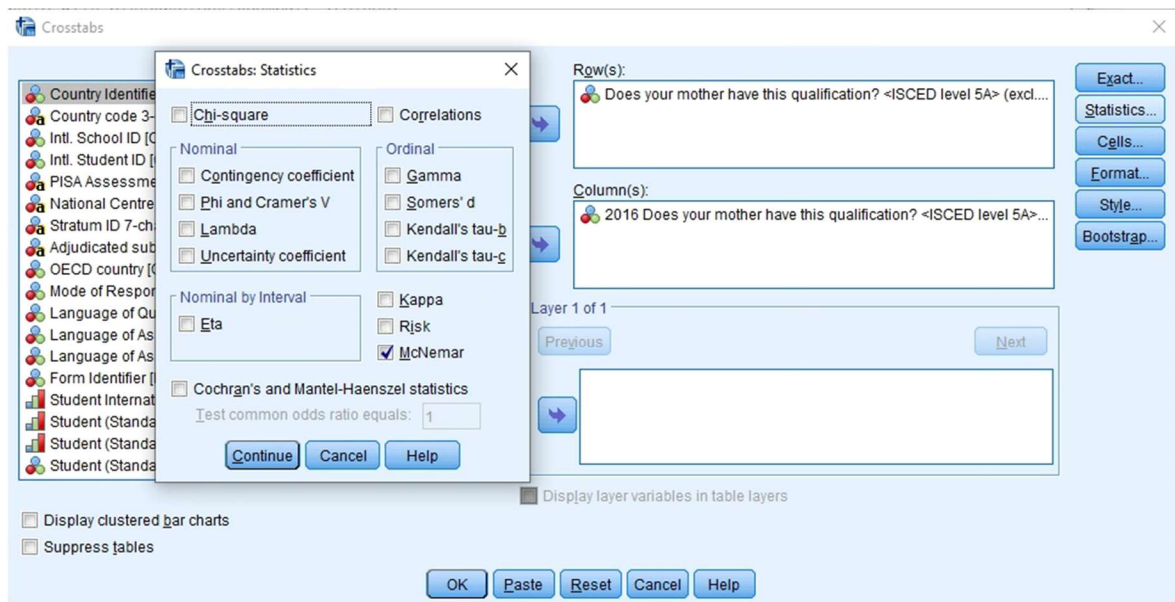 Crosstabs
Country Identifie
Country code 3-
Intl. School ID [C
Intl. Student ID [
PISA Assessme
National Centre
Stratum ID 7-ch
Adjudicated sub
OECD country [C
Mode of Respor
Language of Qu
Language of As
Language of As
Form Identifier [
Student Internat
Student (Standa
Student (Standa
Student (Standa
Display clustered bar charts
Suppress tables
Crosstabs: Statistics
Chi-square
Correlations
Nominal
Contingency coefficient
Phi and Cramer's V
Lambda
Uncertainty coefficient
Ordinal
Gamma
Somers' d
Kendall's tau-b
Kendall's tau-c
Nominal by Interval
Eta
Kappa
Risk
McNemar
Cochran's and Mantel-Haenszel statistics
Test common odds ratio equals: 1
Continue
Cancel
Help
Row(s):
Does your mother have this qualification? <ISCED level 5A> (excl....
Column(s):
2016 Does your mother have this qualification? <ISCED level 5A>...
Layer 1 of 1
Previous
Next
Display layer variables in table layers
Exact...
Statistics...
Cells...
Format...
Style...
Bootstrap...
OK
Paste
Reset
Cancel
Help